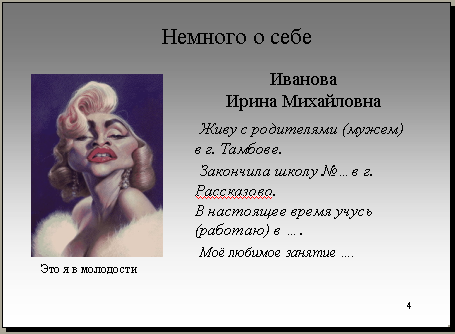 Немного о себе
Иванова
Ирина Михайловна
Живу с родителями (мужем)
в г. Тамбове.
Закончила школу №… в г.
Рассказово.
В настоящее время учусь
(работаю) в ….
Моё любимое занятие ….
Это я в молодости
4